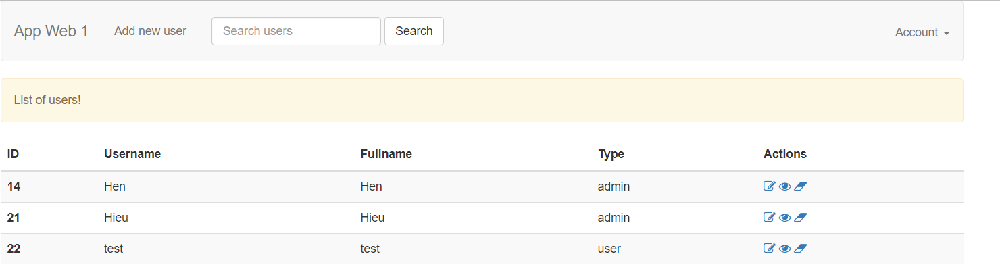 App Web 1 Add new user Search users Search Account
List of users!
ID Username Fullname Type Actions
14 Hen Hen admin
21 Hieu Hieu admin
22 test test user